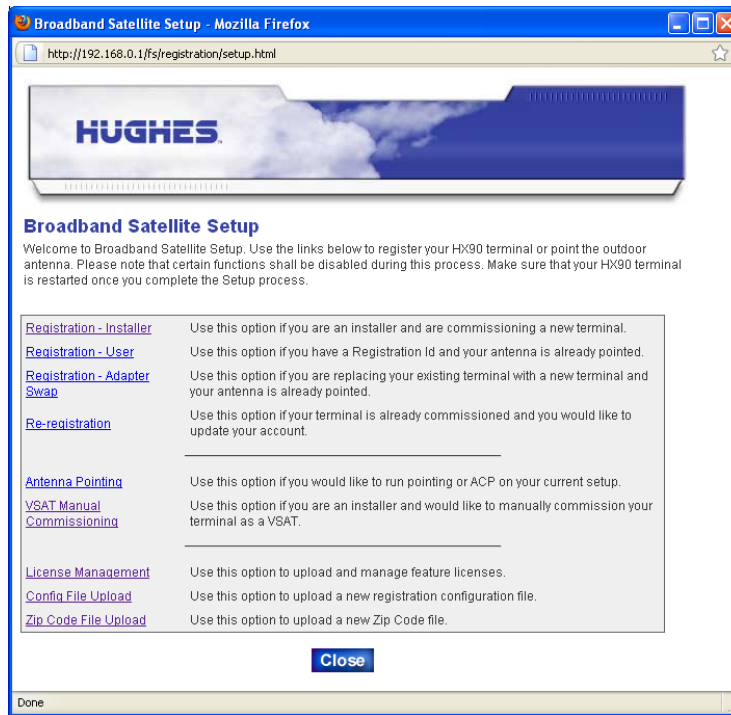 Broadband Satellite Setup - Mozilla Firefox
http://192.168.0.1/fs/registration/setup.html
HUGHES.
Broadband Satellite Setup
Welcome to Broadband Satellite Setup. Use the links below to register your HX90 terminal or point the outdoor
antenna. Please note that certain functions shall be disabled during this process. Make sure that your HX90 terminal
is restarted once you complete the Setup process.
Registration - Installer
Use this option if you are an installer and are commissioning a new terminal.
Registration - User
Use this option if you have a Registration Id and your antenna is already pointed.
Registration - Adapter
Swap
Use this option if you are replacing your existing terminal with a new terminal and
your antenna is already pointed.
Re-registration
Use this option if your terminal is already commissioned and you would like to
update your account.
Antenna Pointing
Use this option if you would like to run pointing or ACP on your current setup.
VSAT Manual
Commissioning
Use this option if you are an installer and would like to manually commission your
terminal as a VSAT.
License Management
Use this option to upload and manage feature licenses.
Config File Upload
Use this option to upload a new registration configuration file.
Zip Code File Upload
Use this option to upload a new Zip Code file.
Close
Done